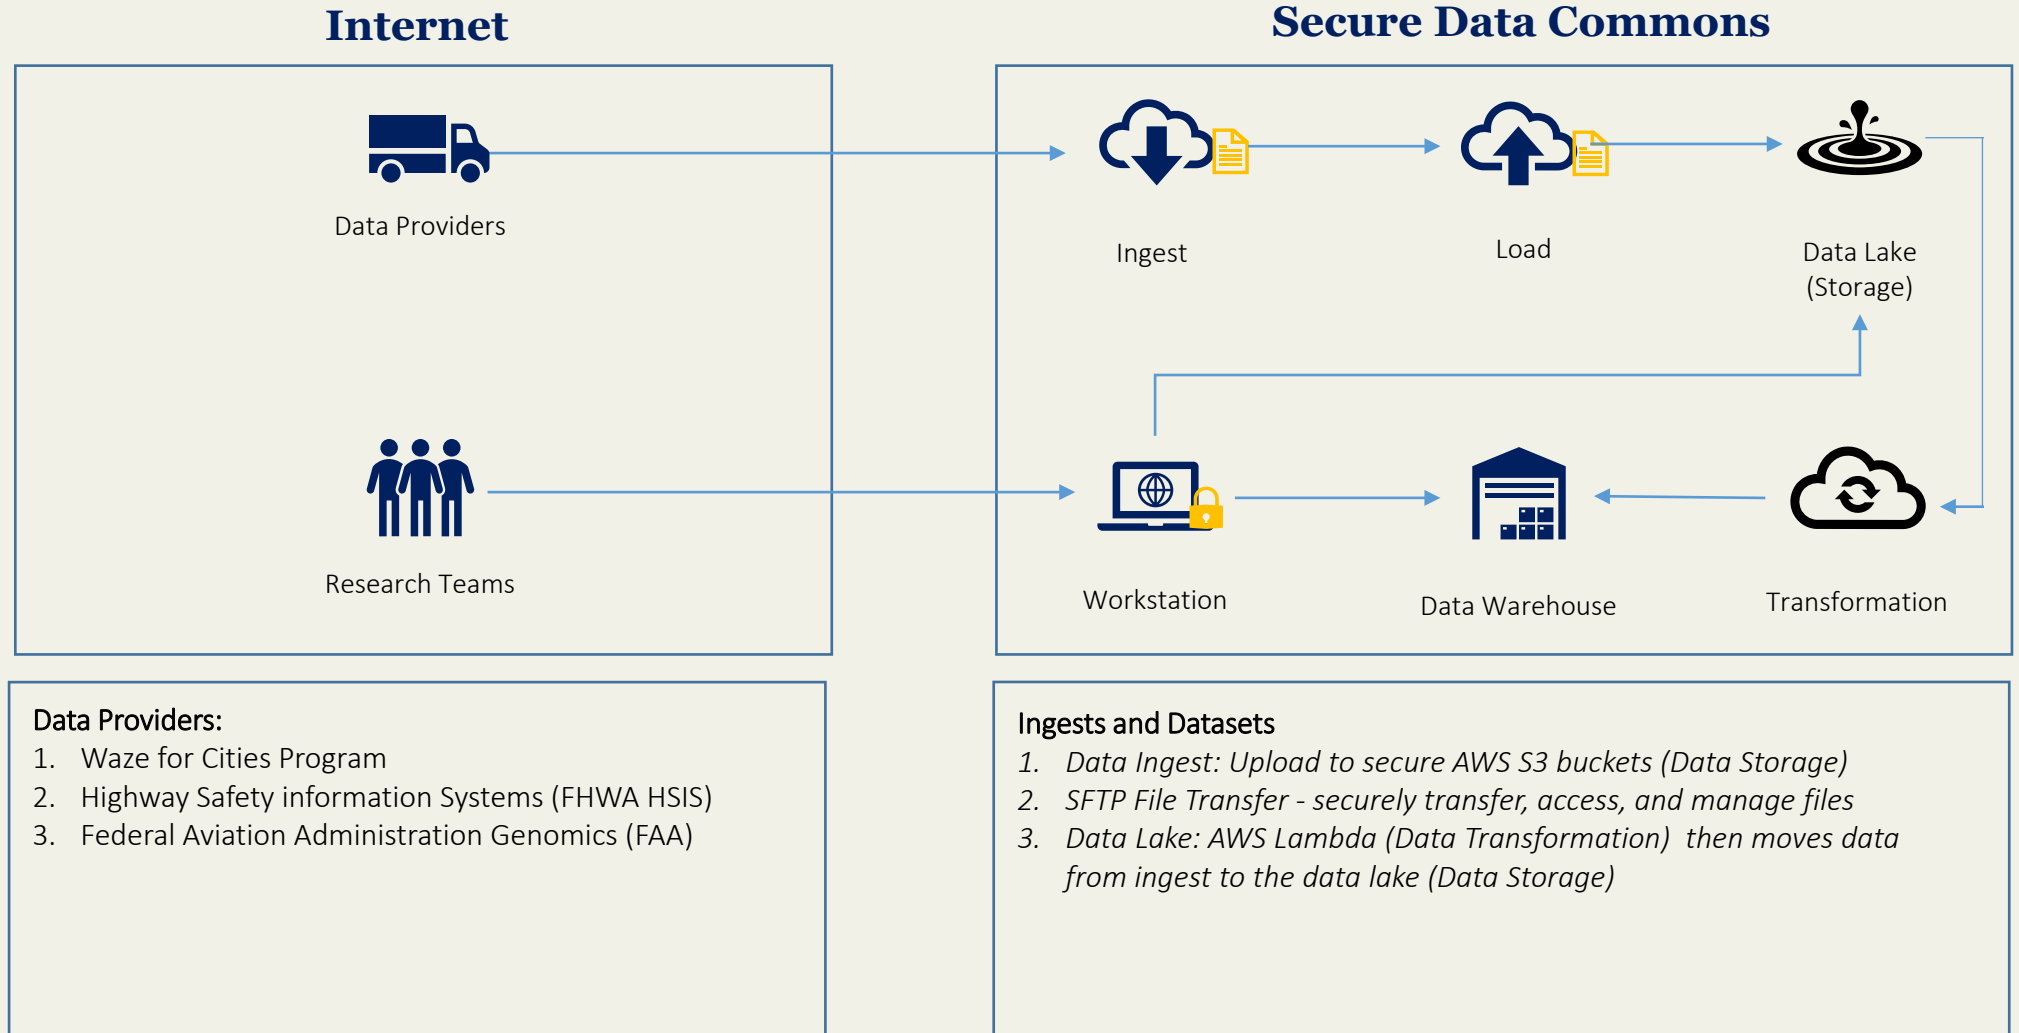 Internet
Secure Data Commons
Data Providers
Ingest
Load
Data Lake
(Storage)
Research Teams
Workstation
Data Warehouse
Transformation
Data Providers:
1. Waze for Cities Program
2. Highway Safety information Systems (FHWA HSIS)
3. Federal Aviation Administration Genomics (FAA)
Ingests and Datasets
1. Data Ingest: Upload to secure AWS S3 buckets (Data Storage)
2. SFTP File Transfer - securely transfer, access, and manage files
3. Data Lake: AWS Lambda (Data Transformation) then moves data
from ingest to the data lake (Data Storage)